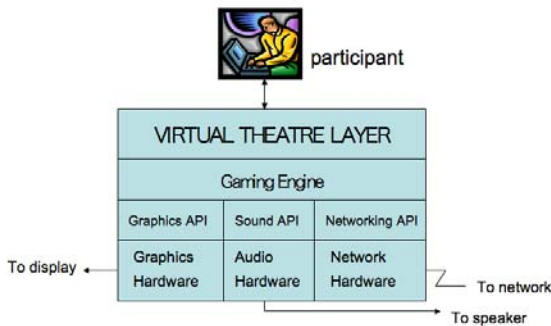 participant
VIRTUAL THEATRE LAYER
Gaming Engine
Graphics API
Sound API
Networking API
Graphics
Hardware
Audio
Hardware
Network
Hardware
To display
To network
To speaker